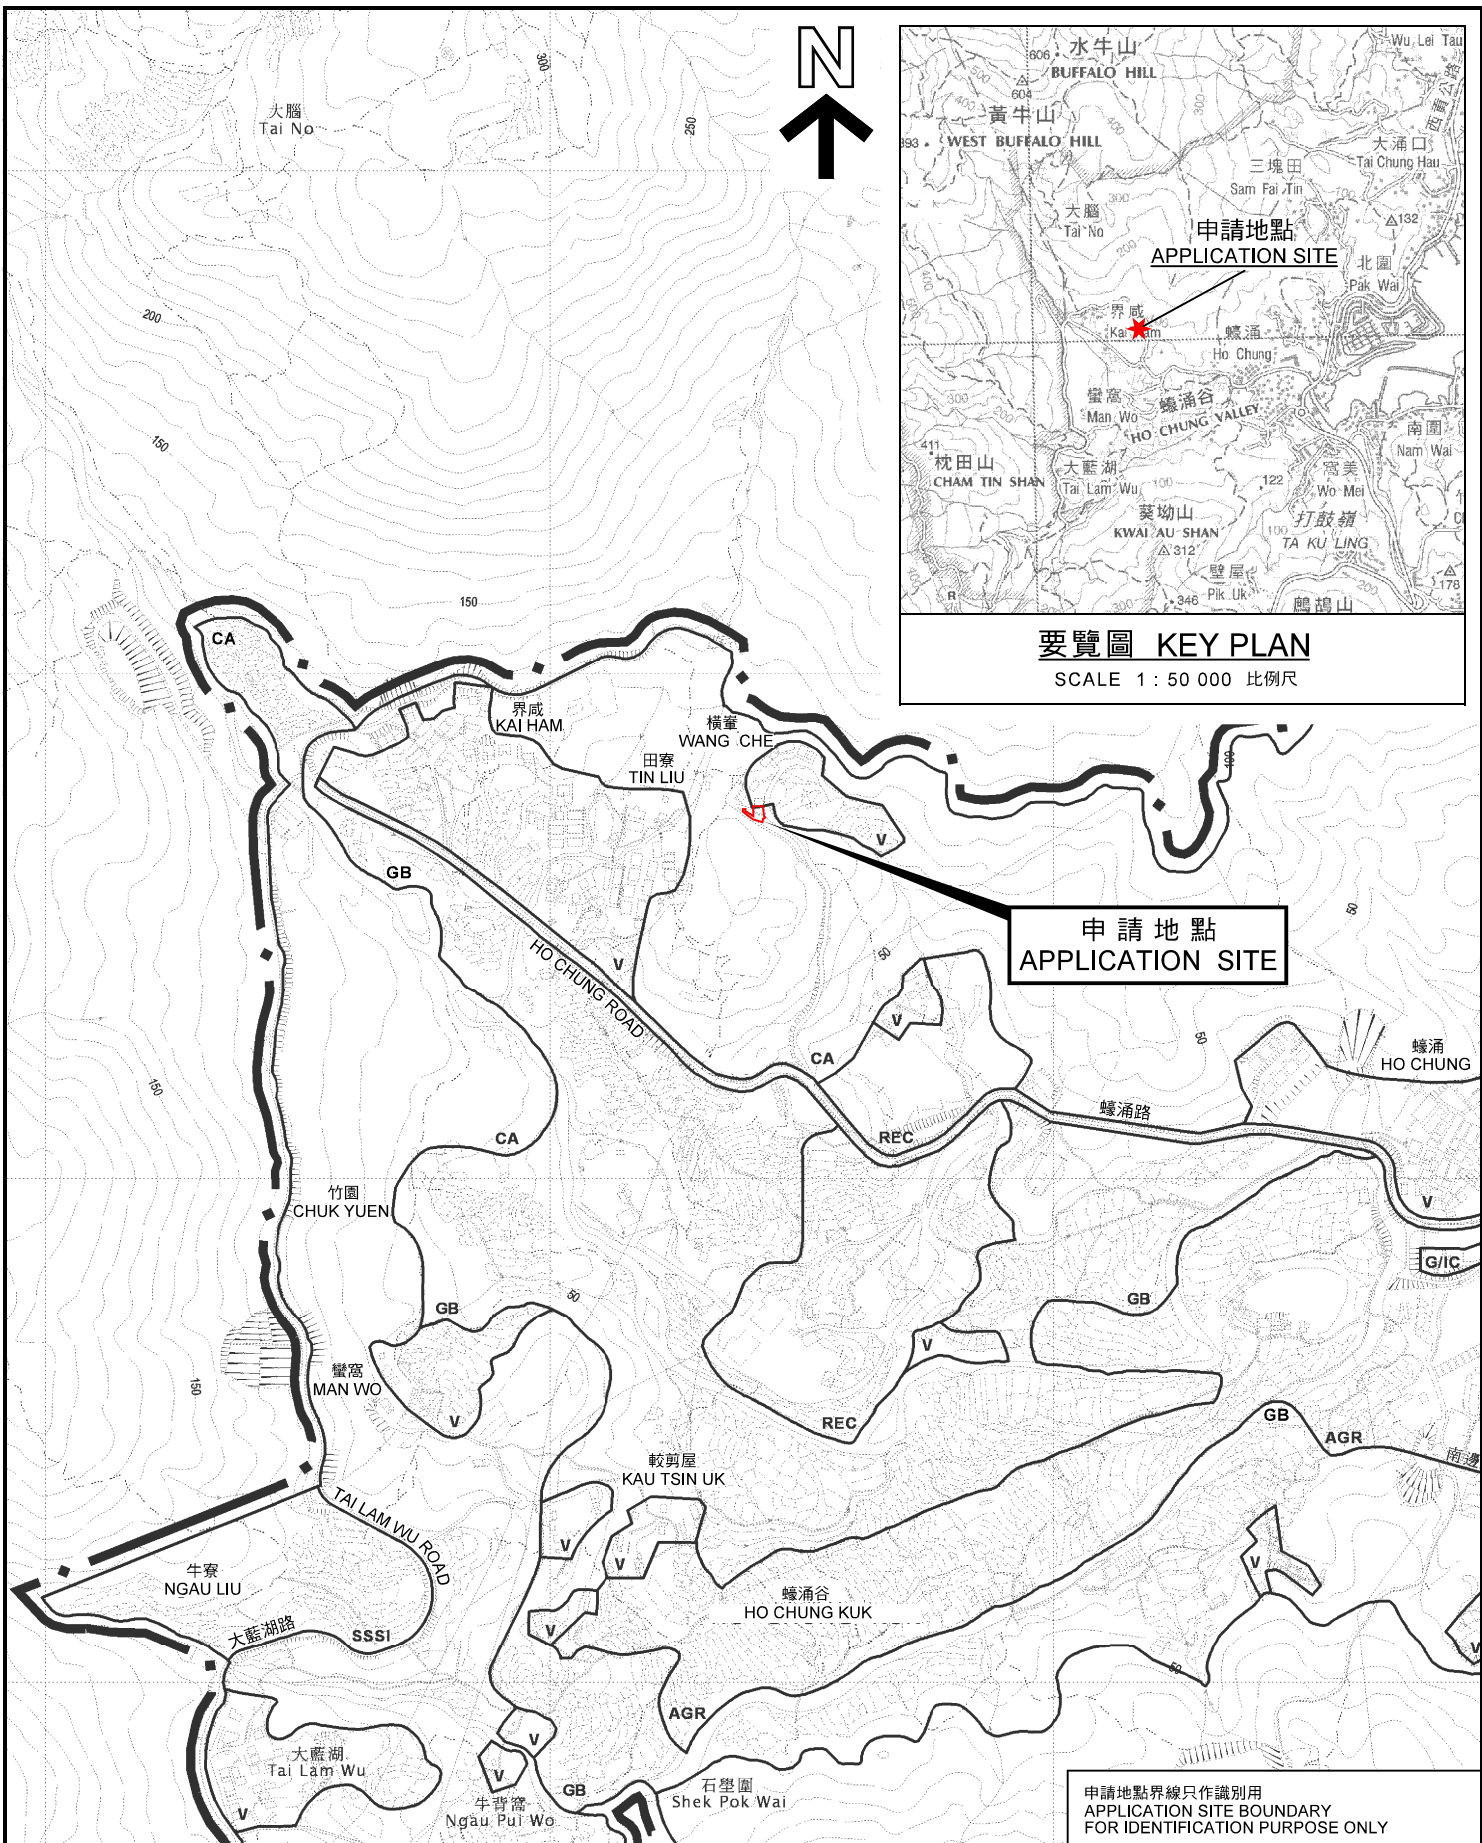 N
606
水牛山
BUFFALO HILL
604
黃牛山
WEST BUFFALO HILL
Wu Lei Tau
西貢公路
大涌口
Tai Chung Hau
三塊田
Sam Fai Tin
大腦
Tai No
132
申請地點
APPLICATION SITE
北圍
Pak Wai
界咸
蠔涌
Ho Chung
蠻窩
Man Wo
蠔涌谷
HO CHUNG VALLEY
南圍
Nam Wai
411
枕田山
CHAM TIN SHAN
大藍湖
Tai Lam Wu
122
窩美
Wo Mei
葵坳山
KWAI AU SHAN
312
打鼓嶺
TA KU LING
壁屋
Pik Uk
346
178
鷓鴣山
要覽圖 KEY PLAN
SCALE 1 : 50 000 比例尺
大腦
Tai No
300
250
200
150
150
CA
界咸
KAI HAM
橫輋
WANG CHE
田寮
TIN LIU
100
V
GB
申請地點
APPLICATION SITE
HO CHUNG ROAD
V
50
50
V
CA
50
蠔涌
HO CHUNG
蠔涌路
150
CA
REC
竹園
CHUK YUEN
V
G/IC
GB
50
GB
V
蠻窩
MAN WO
150
V
REC
GB
AGR
較剪屋
KAU TSIN UK
TAI LAM WU ROAD
V
V
V
牛寮
NGAU LIU
蠔涌谷
HO CHUNG KUK
大藍湖路
SSSI
V
V
50
AGR
大藍湖
Tai Lam Wu
V
V
V
GB
牛背窩
Ngau Pui Wo
石壆圍
Shek Pok Wai
申請地點界線只作識別用
APPLICATION SITE BOUNDARY
FOR IDENTIFICATION PURPOSE ONLY